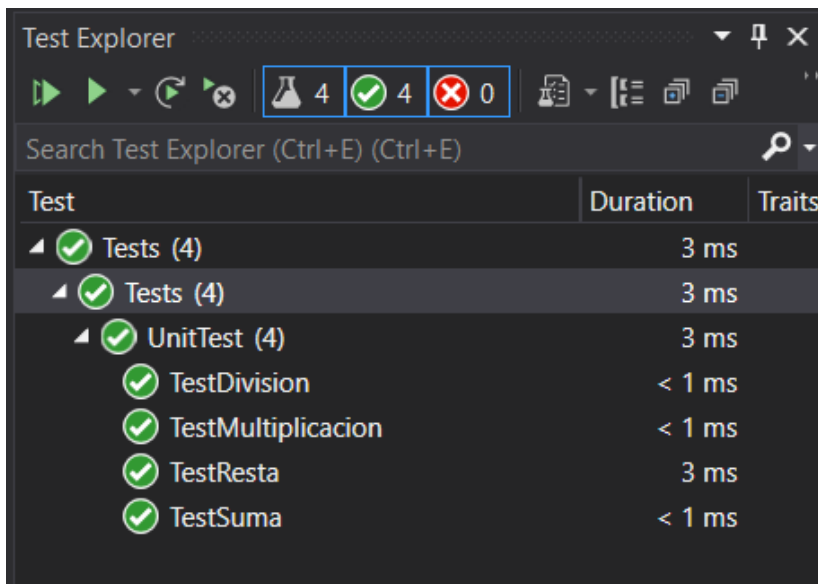 Test Explorer
4 4 0
Search Test Explorer (Ctrl+E) (Ctrl+E)
Test Duration Traits
Tests (4) 3 ms
Tests (4) 3 ms
UnitTest (4) 3 ms
TestDivision < 1 ms
TestMultiplicacion < 1 ms
TestResta 3 ms
TestSuma < 1 ms